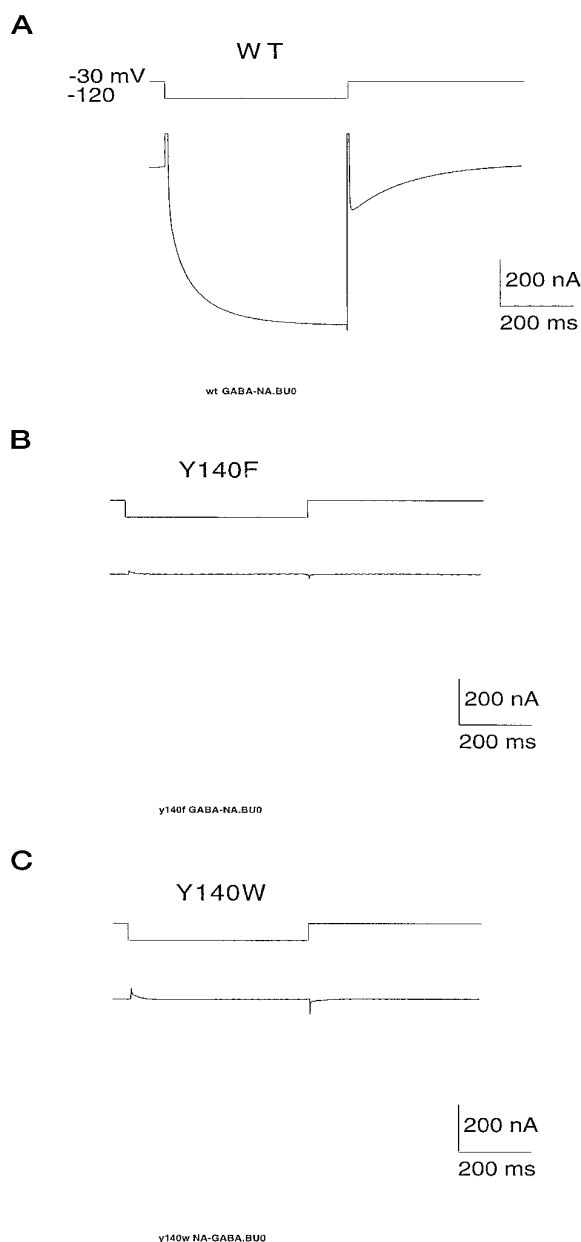 A
WT
-30 mV
-120
200 nA
200 ms
wt GABA-NA.BU0
B
Y140F
200 nA
200 ms
y140f GABA-NA.BU0
C
Y140W
200 nA
200 ms
y140w NA-GABA.BU0